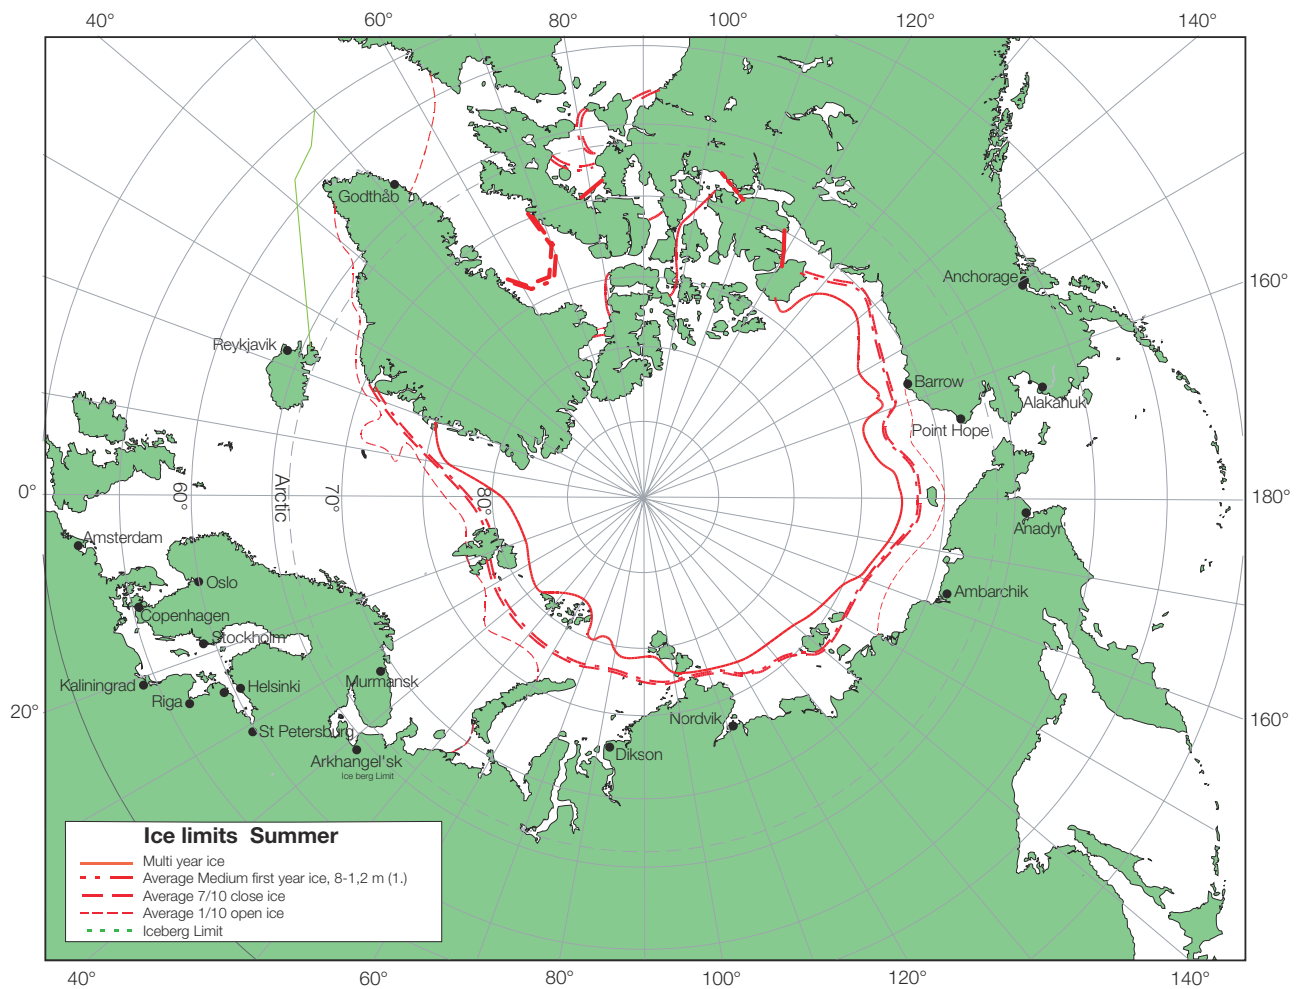 40°
60°
80°
100°
120°
140°
Godthåb
Anchorage
160°
Reykjavik
Barrow
Alakanuk
Point Hope
0°
60°
Arctic
70°
80°
180°
Anadyr
Amsterdam
Oslo
Ambarchik
Copenhagen
Stockholm
Kaliningrad
Helsinki
Murmansk
Riga
20°
Nordvik
160°
St Petersburg
Dikson
Arkhangel'sk
Ice berg Limit
Ice limits Summer
Multi year ice
Average Medium first year ice, 8-1,2 m (1.)
Average 7/10 close ice
Average 1/10 open ice
Iceberg Limit
40°
60°
80°
100°
120°
140°